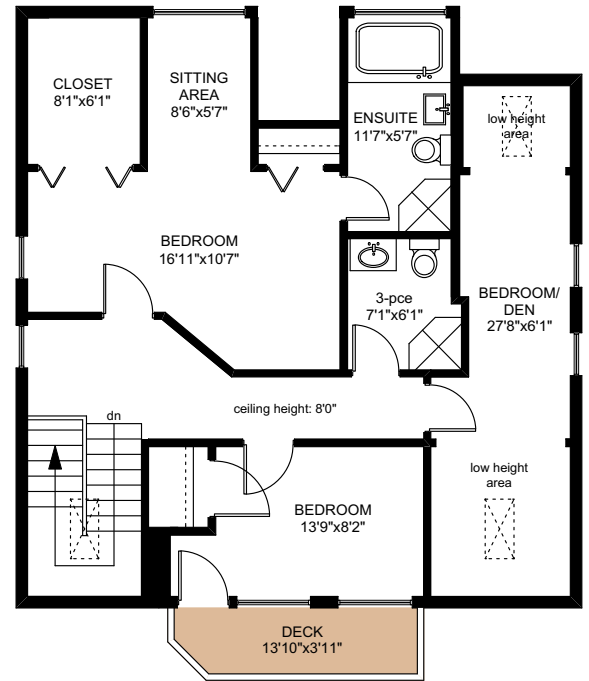 CLOSET
8'1"x6'1"
SITTING
AREA
8'6"x5'7"
ENSUITE
11'7"x5'7"
low height
area
BEDROOM
16'11"x10'7"
3-pce
7'1"x6'1"
BEDROOM/
DEN
27'8"x6'1"
ceiling height: 8'0"
dn
low height
area
BEDROOM
13'9"x8'2"
DECK
13'10"x3'11"